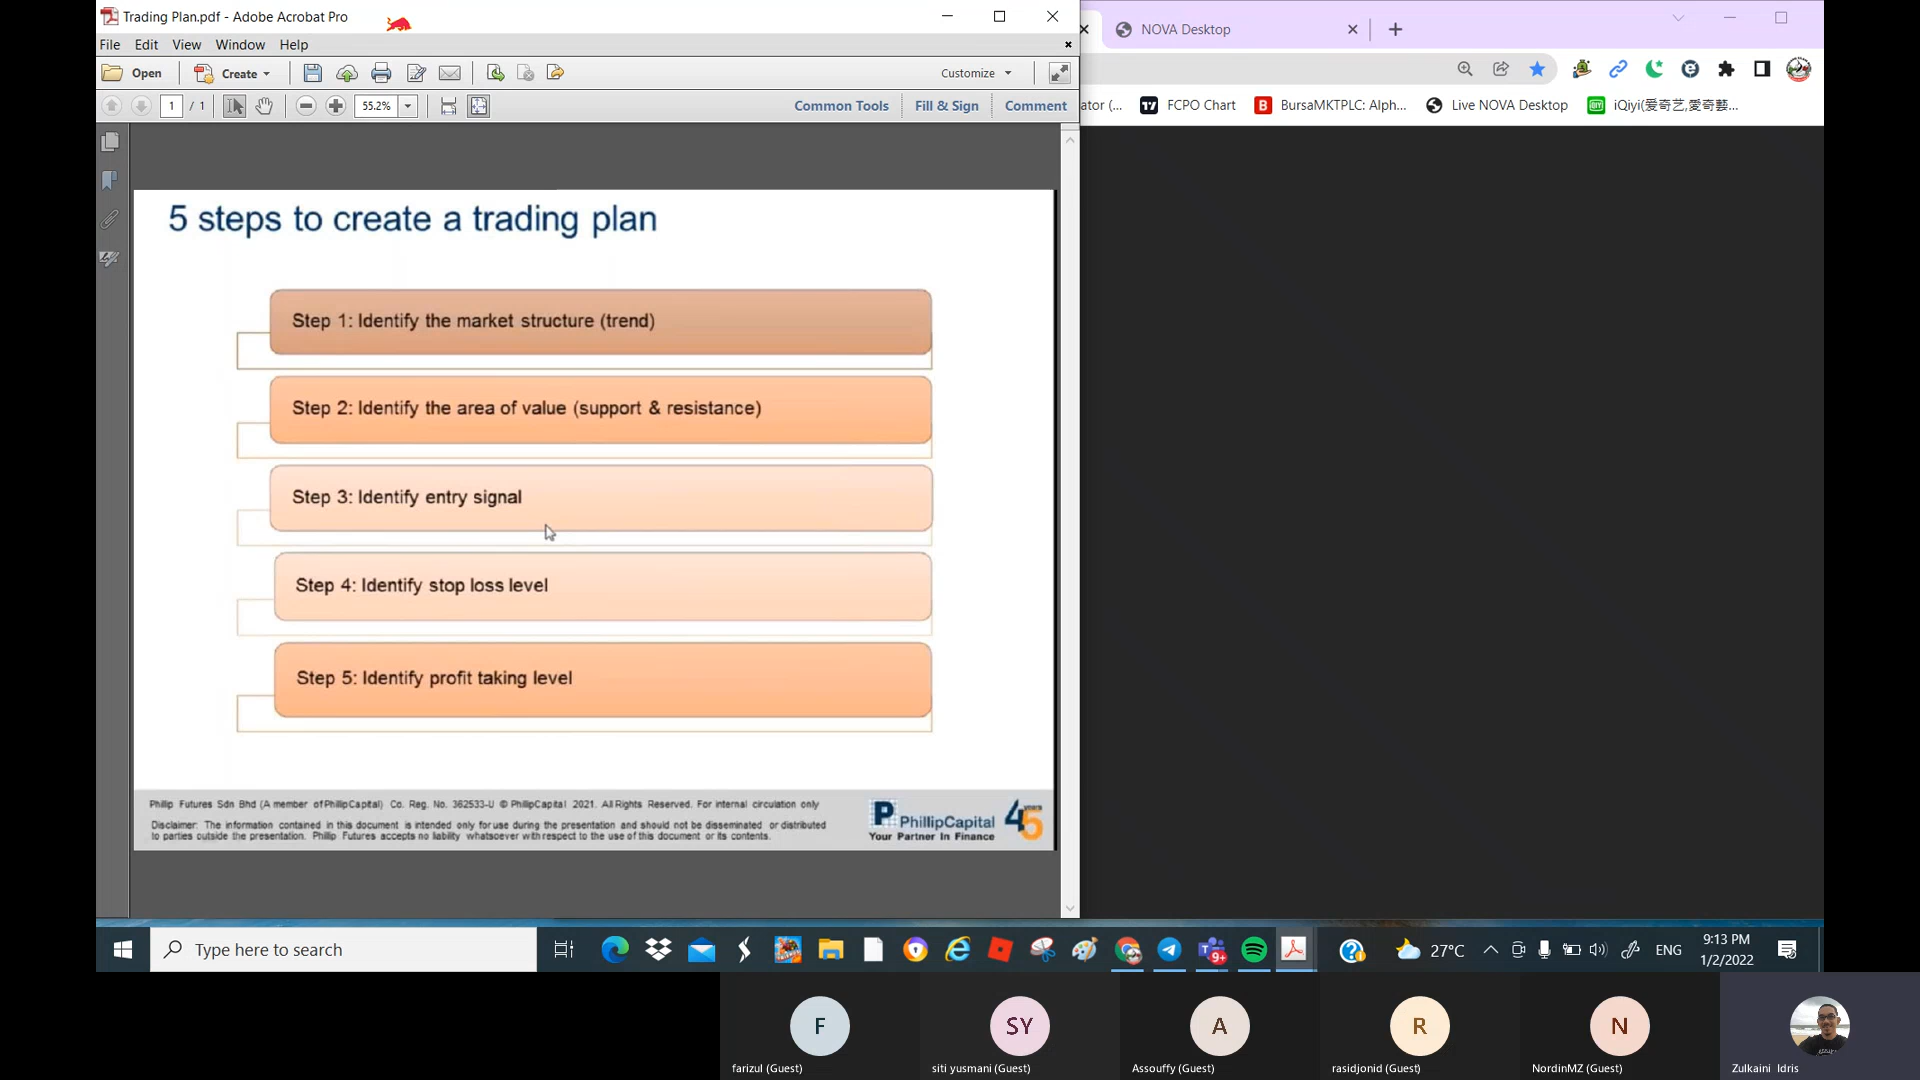 Trading Plan.pdf - Adobe Acrobat Pro
NOVA Desktop
File Edit View Window Help
Open Create Customize
1 / 1 55.2% Common Tools Fill & Sign Comment
ator (... FCPO Chart BursaMKTPLC: Alph... Live NOVA Desktop iQiyi(爱奇艺,愛奇藝...
5 steps to create a trading plan
Step 1: Identify the market structure (trend)
Step 2: Identify the area of value (support & resistance)
Step 3: Identify entry signal
Step 4: Identify stop loss level
Step 5: Identify profit taking level
Phillip Futures Sdn Bhd (A member of PhillipCapital) Co. Reg. No. 362533-U © PhillipCapital 2021. All Rights Reserved. For internal circulation only
Disclaimer: The information contained in this document is intended only for use during the presentation and should not be disseminated or distributed
to parties outside the presentation. Phillip Futures accepts no liability whatsoever with respect to the use of this document or its contents.
P PhillipCapital
Your Partner In Finance
45 years
Type here to search
9+
27°C
ENG
9:13 PM
1/2/2022
F SY A R N
farizul (Guest) siti yusmani (Guest) Assouffy (Guest) rasidjonid (Guest) NordinMZ (Guest) Zulkaini Idris